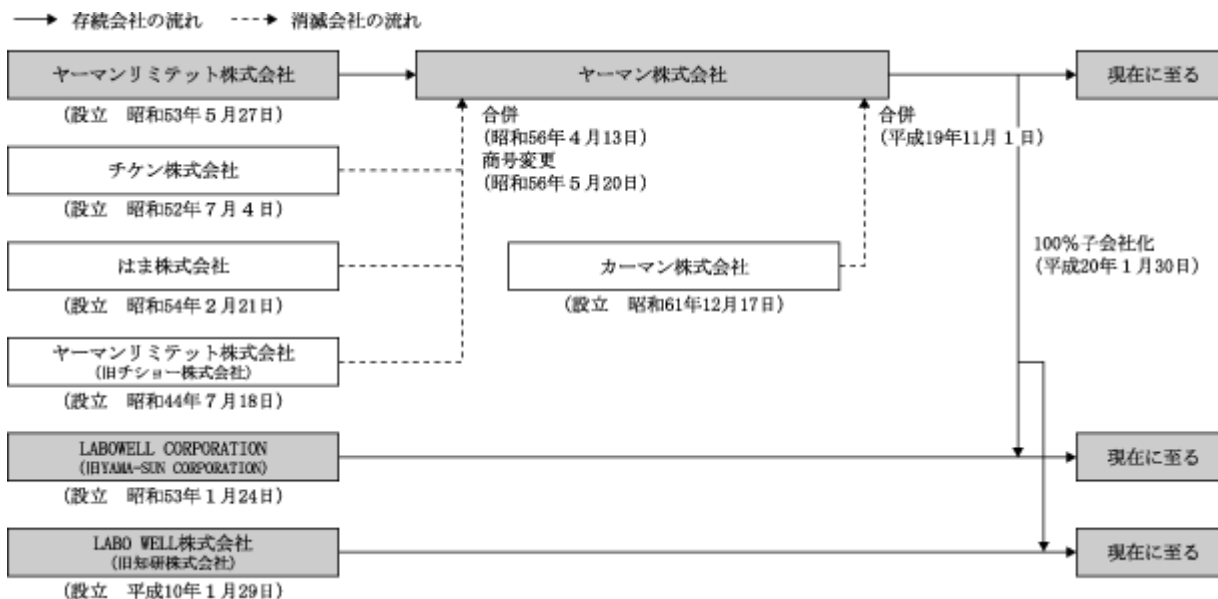 存続会社の流れ 消滅会社の流れ
ヤーマンリミテット株式会社 ヤーマン株式会社 現在に至る
(設立　昭和53年５月27日)
合併
(昭和56年４月13日)
商号変更
(昭和56年５月20日)
合併
(平成19年11月１日)
チケン株式会社
(設立　昭和52年７月４日)
はま株式会社
(設立　昭和54年２月21日)
カーマン株式会社
(設立　昭和61年12月17日)
100％子会社化
(平成20年１月30日)
ヤーマンリミテット株式会社
(旧チショー株式会社)
(設立　昭和44年７月18日)
LABOWELL CORPORATION
(旧YAMA-SUN CORPORATION)
現在に至る
(設立　昭和53年１月24日)
LABO WELL株式会社
(旧知研株式会社)
現在に至る
(設立　平成10年１月29日)